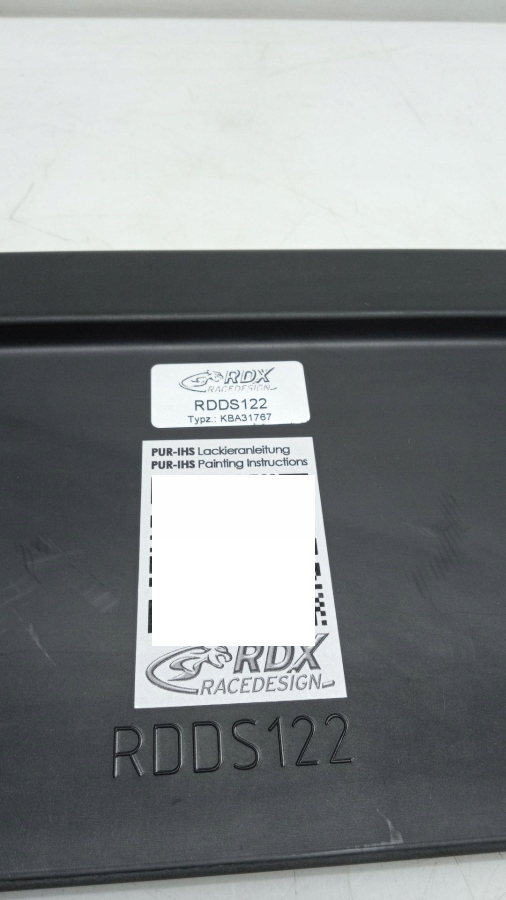 RDX
RACEDESIGN
RDDS122
Typz.: KBA31767
PUR-IHS Lackieranleitung
PUR-IHS Painting Instructions
RDX
RACEDESIGN
RDDS122